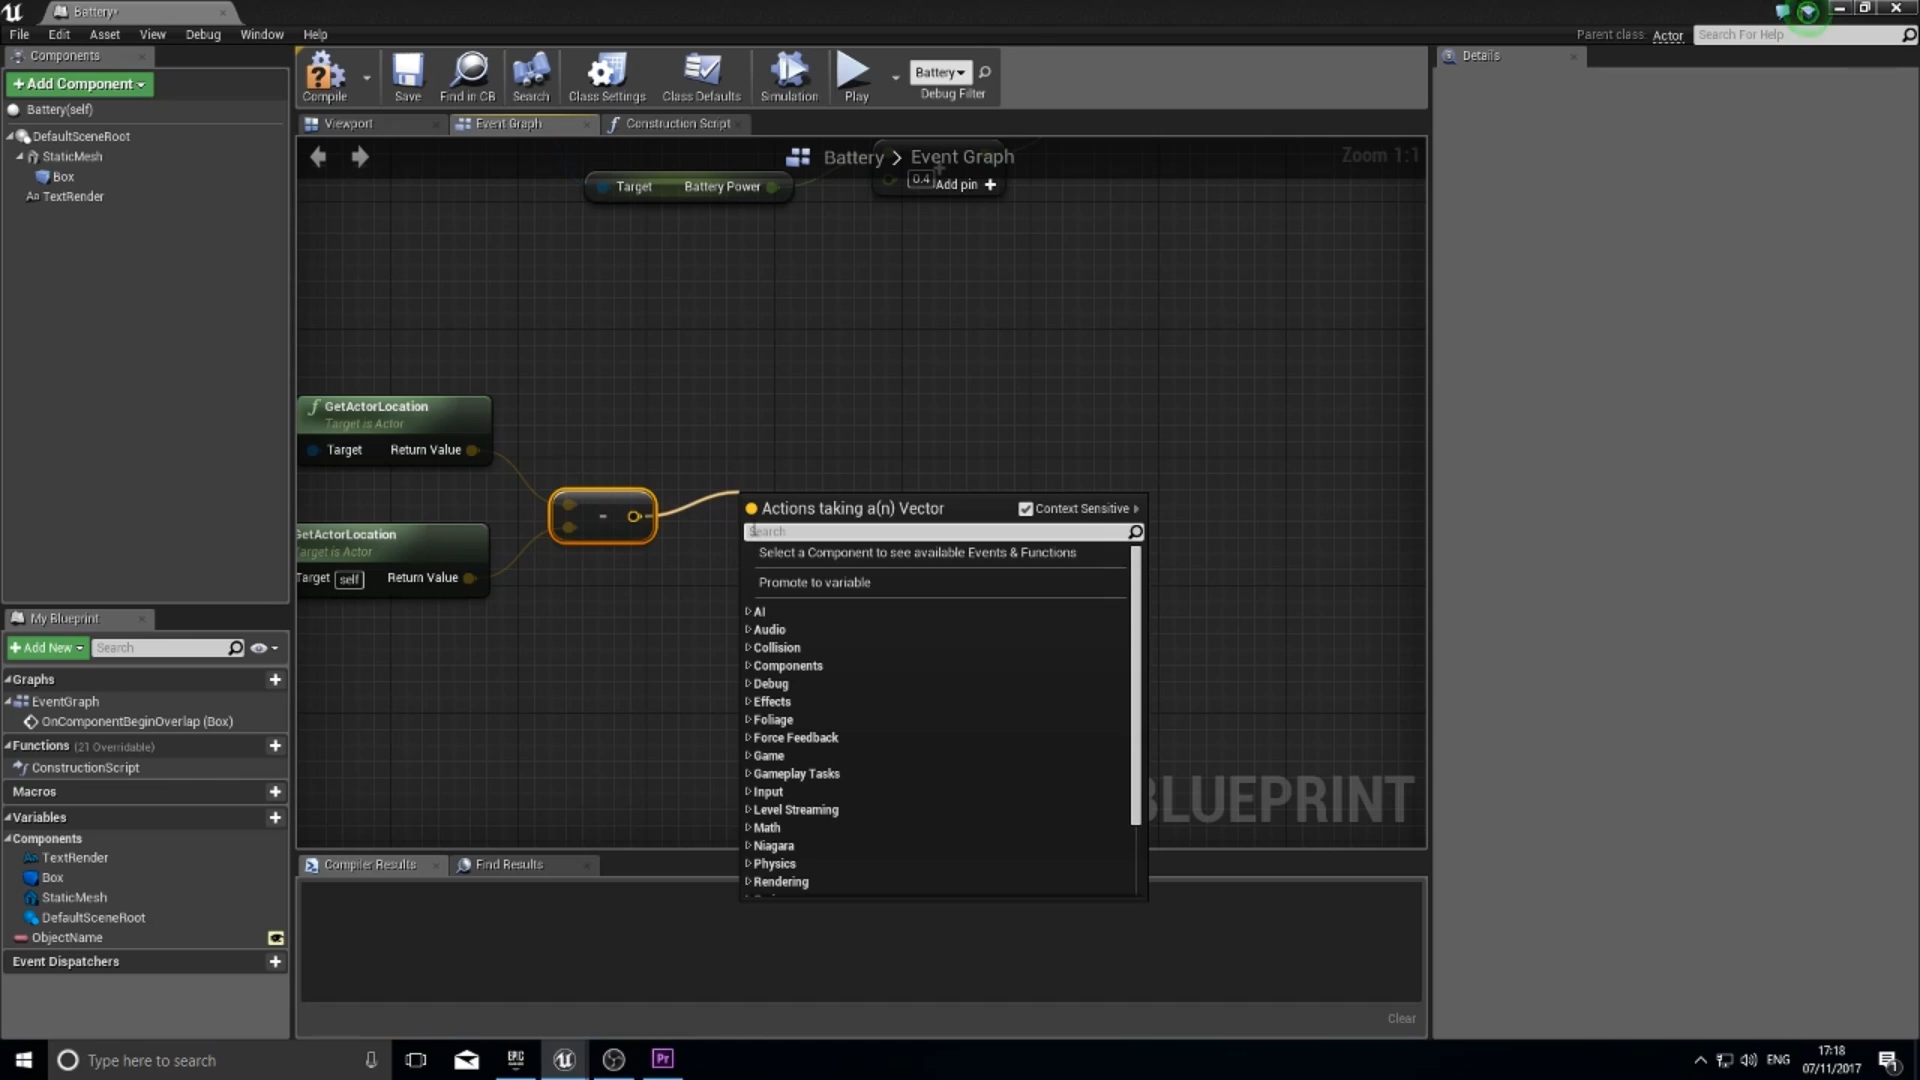 Battery*
File Edit Asset View Debug Window Help
Parent class: Actor Search For Help
Components
+Add Component
Battery(self)
DefaultSceneRoot
StaticMesh
Box
TextRender
Compile Save Find in CB Search Class Settings Class Defaults Simulation Play Battery Debug Filter
Details
Viewport Event Graph Construction Script
Battery > Event Graph
Zoom 1:1
Target Battery Power
0.4 Add pin +
GetActorLocation
Target is Actor
Target Return Value
GetActorLocation
Target is Actor
Target self Return Value
-
Actions taking a(n) Vector Context Sensitive
Search
Select a Component to see available Events & Functions
Promote to variable
AI
Audio
Collision
Components
Debug
Effects
Foliage
Force Feedback
Game
Gameplay Tasks
Input
Level Streaming
Math
Niagara
Physics
Rendering
BLUEPRINT
My Blueprint
+Add New Search
Graphs
EventGraph
OnComponentBeginOverlap (Box)
Functions (21 Overridable)
ConstructionScript
Macros
Variables
Components
TextRender
Box
StaticMesh
DefaultSceneRoot
ObjectName
Event Dispatchers
Compiler Results Find Results
Clear
Type here to search
EPIC
Pr
ENG
17:18
07/11/2017
1